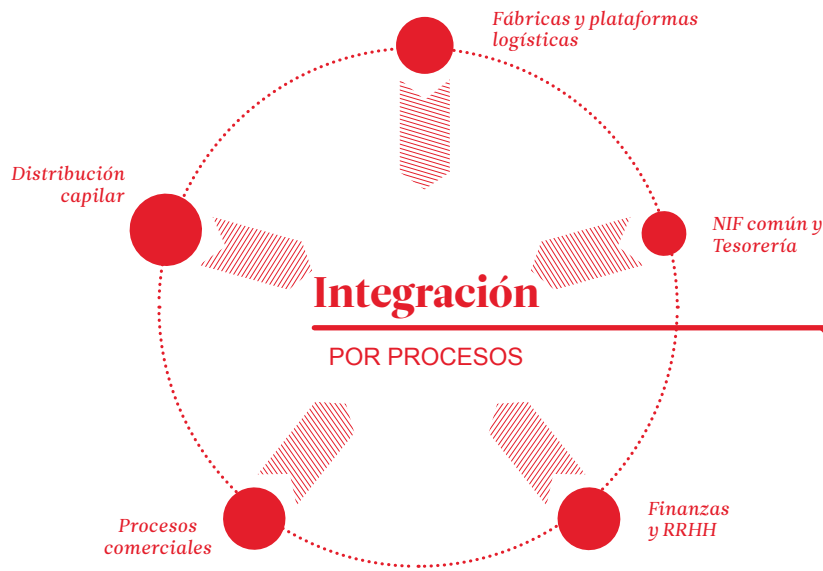 Fábricas y plataformas
logísticas
Distribución
capilar
NIF común y
Tesorería
Integración
POR PROCESOS
Procesos
comerciales
Finanzas
y RRHH